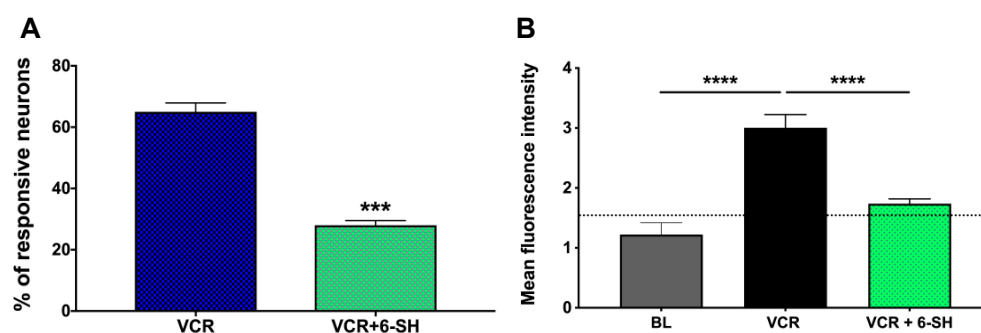 A
% of responsive neurons
80
60
40
20
0
***
VCR
VCR+6-SH
B
Mean fluorescence intensity
4
3
2
1
0
****
****
BL
VCR
VCR + 6-SH